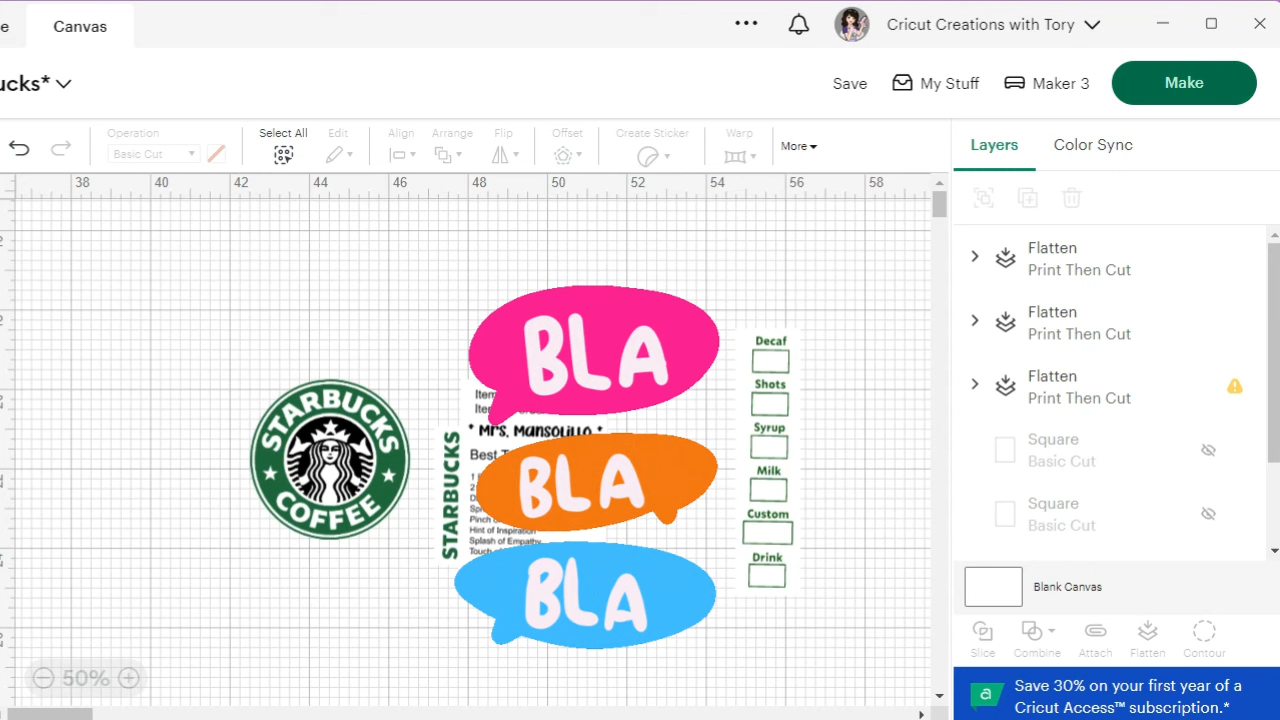 Canvas
Cricut Creations with Tory
ucks*
Save
My Stuff
Maker 3
Make
Operation
Basic Cut
Select All
Edit
Align
Arrange
Flip
Offset
Create Sticker
Warp
More
38 40 42 44 46 48 50 52 54 56 58
Layers
Color Sync
Flatten
Print Then Cut
Flatten
Print Then Cut
Flatten
Print Then Cut
Square
Basic Cut
Square
Basic Cut
STARBUCKS
COFFEE
STARBUCKS
BLA
* Mrs. Mansolillo *
Best
BLA
Pinch
Hint of Inspiration
Splash of Empathy
BLA
Decaf
Shots
Syrup
Milk
Custom
Drink
50%
Blank Canvas
Slice
Combine
Attach
Flatten
Contour
a
Save 30% on your first year of a
Cricut Access™ subscription.*